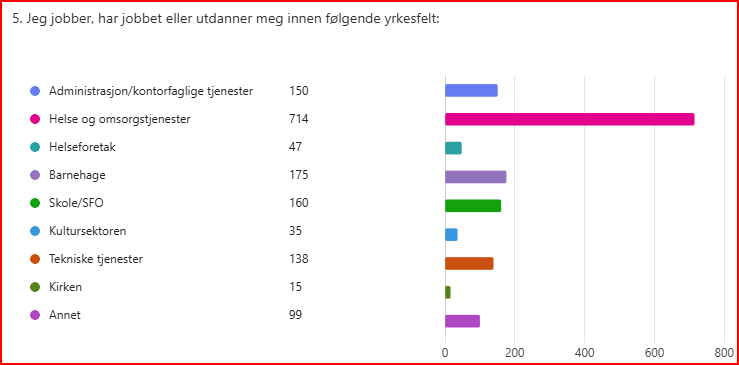 5. Jeg jobber, har jobbet eller utdanner meg innen følgende yrkesfelt:
Administrasjon/kontorfaglige tjenester 150
Helse og omsorgstjenester 714
Helseforetak 47
Barnehage 175
Skole/SFO 160
Kultursektoren 35
Tekniske tjenester 138
Kirken 15
Annet 99
0 200 400 600 800